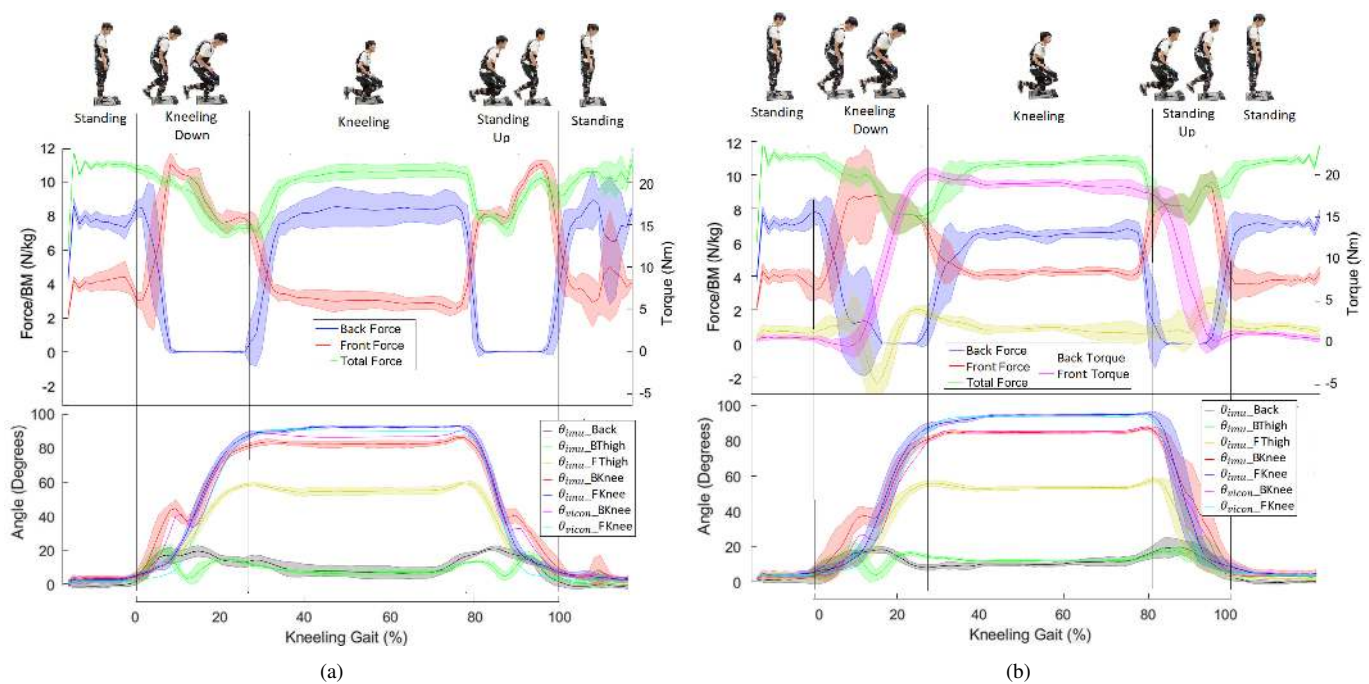 Standing
Kneeling
Down
Kneeling
Standing
Up
Standing
12
10
8
6
4
2
0
-2
Force/BM (N/kg)
20
15
10
5
0
-5
Torque (Nm)
Back Force
Front Force
Total Force
100
80
60
40
20
0
Angle (Degrees)
θimu_Back
θimu_BThigh
θimu_FThigh
θimu_BKnee
θimu_FKnee
θvicon_BKnee
θvicon_FKnee
0 20 40 60 80 100
Kneeling Gait (%)
(a)
Standing
Kneeling
Down
Kneeling
Standing
Up
Standing
12
10
8
6
4
2
0
-2
Force/BM (N/kg)
20
15
10
5
0
-5
Torque (Nm)
Back Force
Front Force
Total Force
Back Torque
Front Torque
100
80
60
40
20
0
Angle (Degrees)
θimu_Back
θimu_BThigh
θimu_FThigh
θimu_BKnee
θimu_FKnee
θvicon_BKnee
θvicon_FKnee
0 20 40 60 80 100
Kneeling Gait (%)
(b)